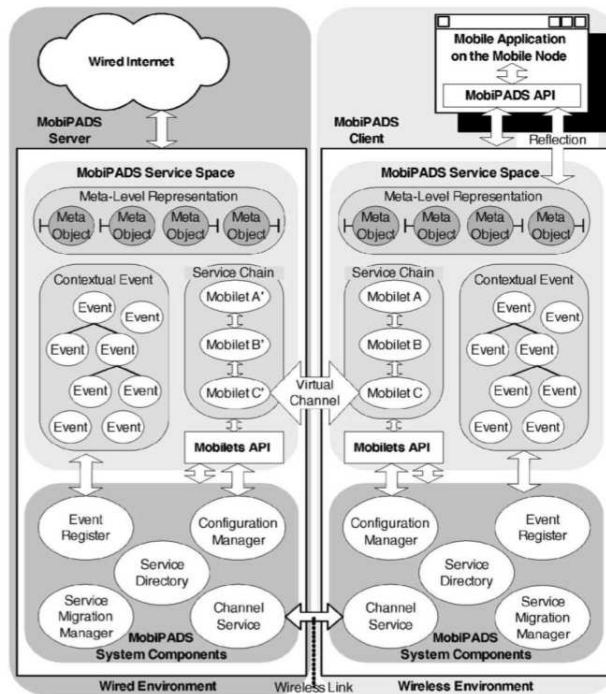 Wired Internet
MobiPADS
Server
MobiPADS Service Space
Meta-Level Representation
Meta
Object
Meta
Object
Meta
Object
Meta
Object
Contextual Event
Event
Event
Event
Event
Event
Event
Event
Event
Service Chain
Mobilet A'
Mobilet B'
Mobilet C'
Mobilets API
Event
Register
Configuration
Manager
Service
Directory
Service
Migration
Manager
Channel
Service
MobiPADS
System Components
Wired Environment
Virtual
Channel
Wireless Link
Mobile Application
on the Mobile Node
MobiPADS API
MobiPADS
Client
Reflection
MobiPADS Service Space
Meta-Level Representation
Meta
Object
Meta
Object
Meta
Object
Meta
Object
Service Chain
Mobilet A
Mobilet B
Mobilet C
Mobilets API
Contextual Event
Event
Event
Event
Event
Event
Event
Event
Event
Configuration
Manager
Event
Register
Service
Directory
Channel
Service
Service
Migration
Manager
MobiPADS
System Components
Wireless Environment